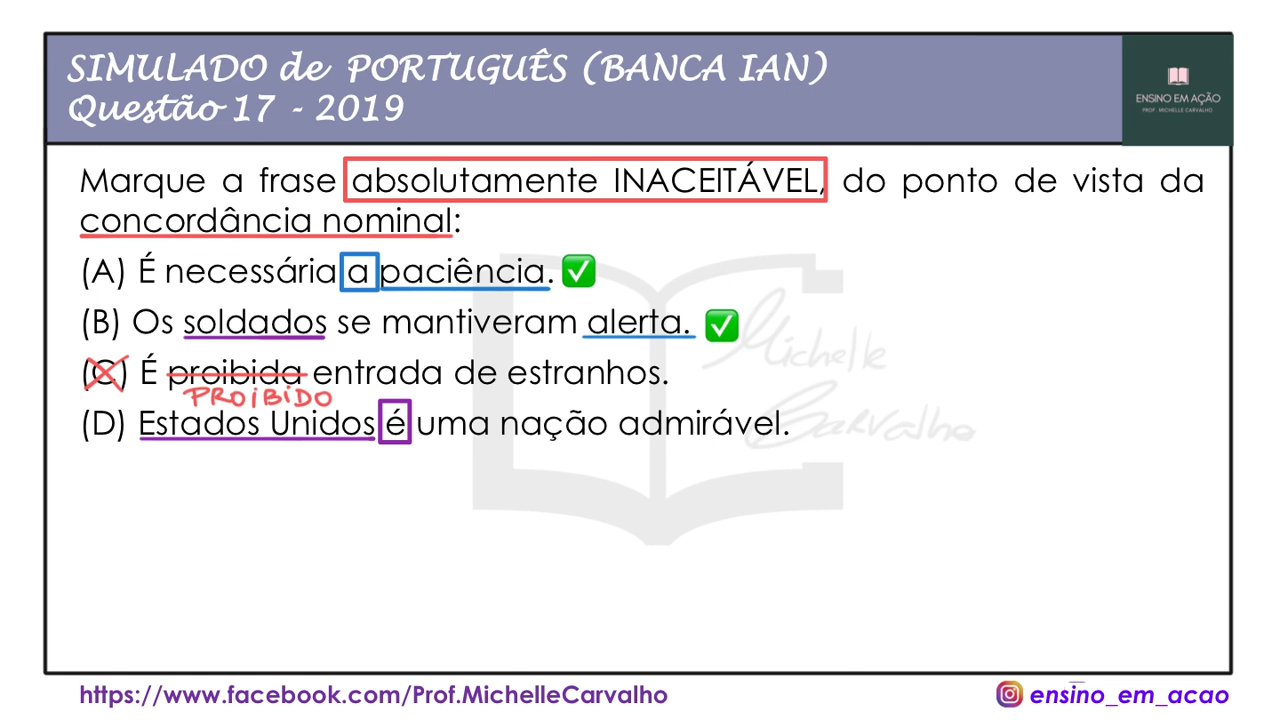 SIMULADO de PORTUGUÊS (BANCA IAN)
Questão 17 - 2019
ENSINO EM AÇÃO
PROF. MICHELLE CARVALHO
Marque a frase absolutamente INACEITÁVEL, do ponto de vista da
concordância nominal:
(A) É necessária a paciência.
(B) Os soldados se mantiveram alerta.
(C) É proibida entrada de estranhos.
PROIBIDO
(D) Estados Unidos é uma nação admirável.
Michelle
Carvalho
https://www.facebook.com/Prof.MichelleCarvalho
ensino_em_acao